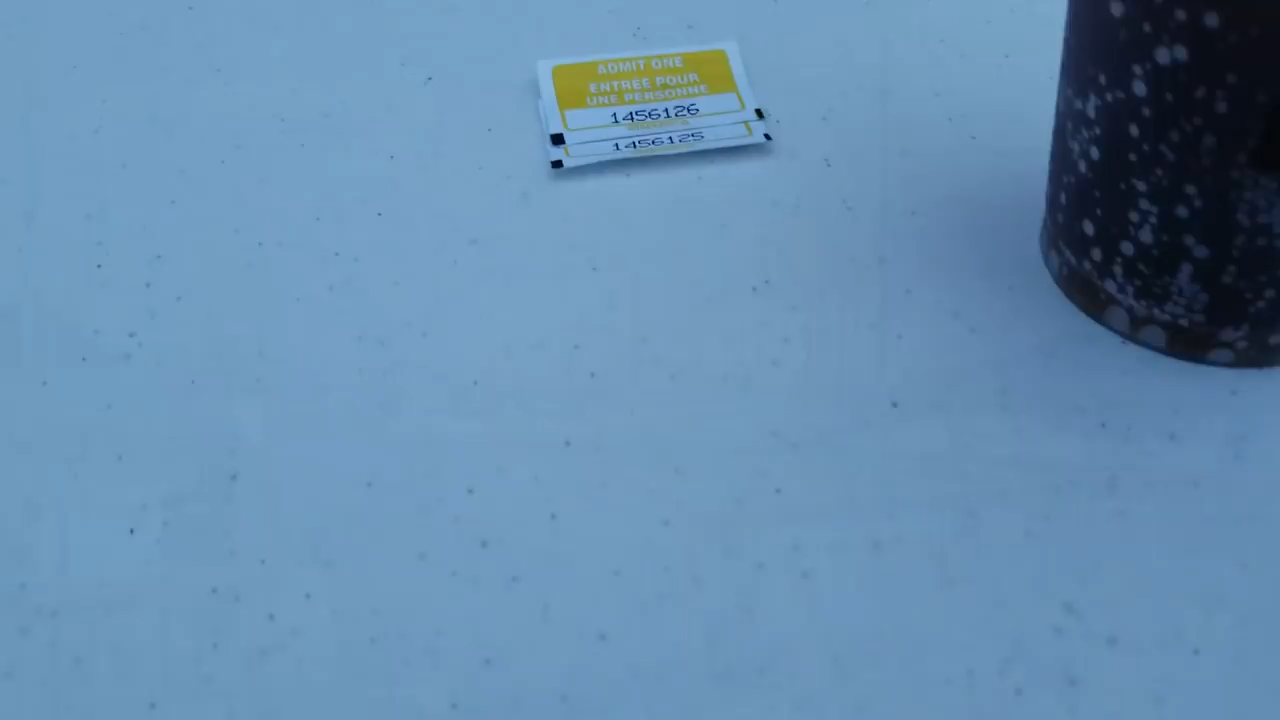 ADMIT ONE
ENTRÉE POUR
UNE PERSONNE
1456126
1456125